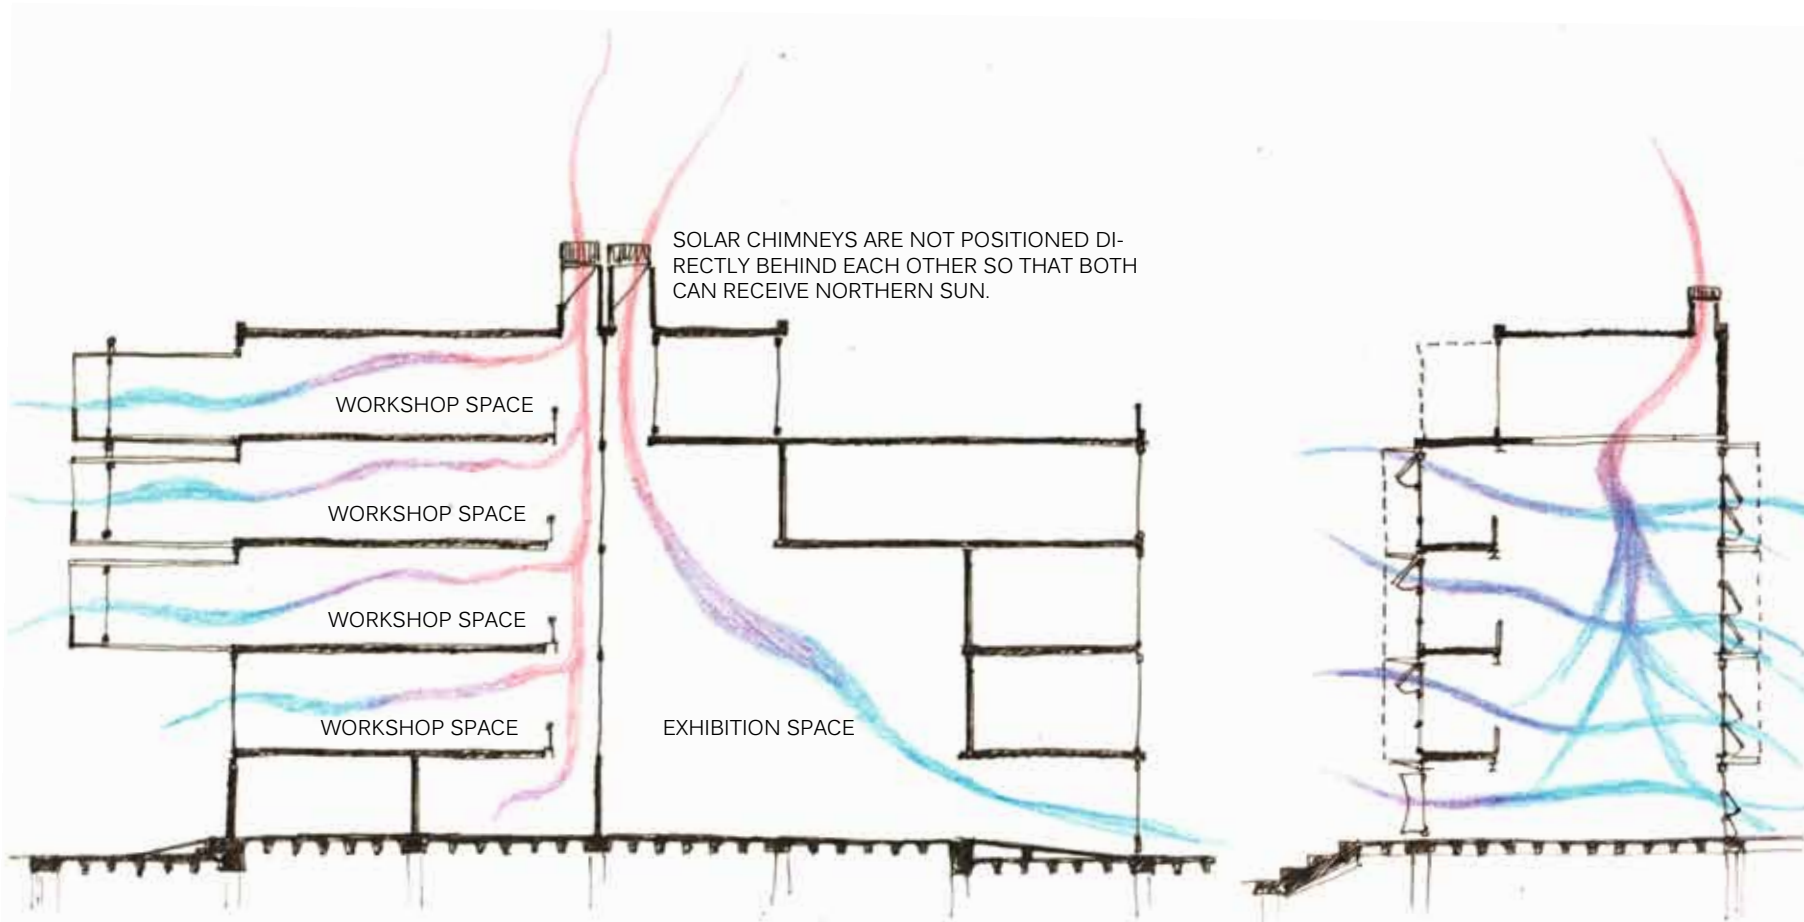 SOLAR CHIMNEYS ARE NOT POSITIONED DI-
RECTLY BEHIND EACH OTHER SO THAT BOTH
CAN RECEIVE NORTHERN SUN.
WORKSHOP SPACE
WORKSHOP SPACE
WORKSHOP SPACE
WORKSHOP SPACE
EXHIBITION SPACE